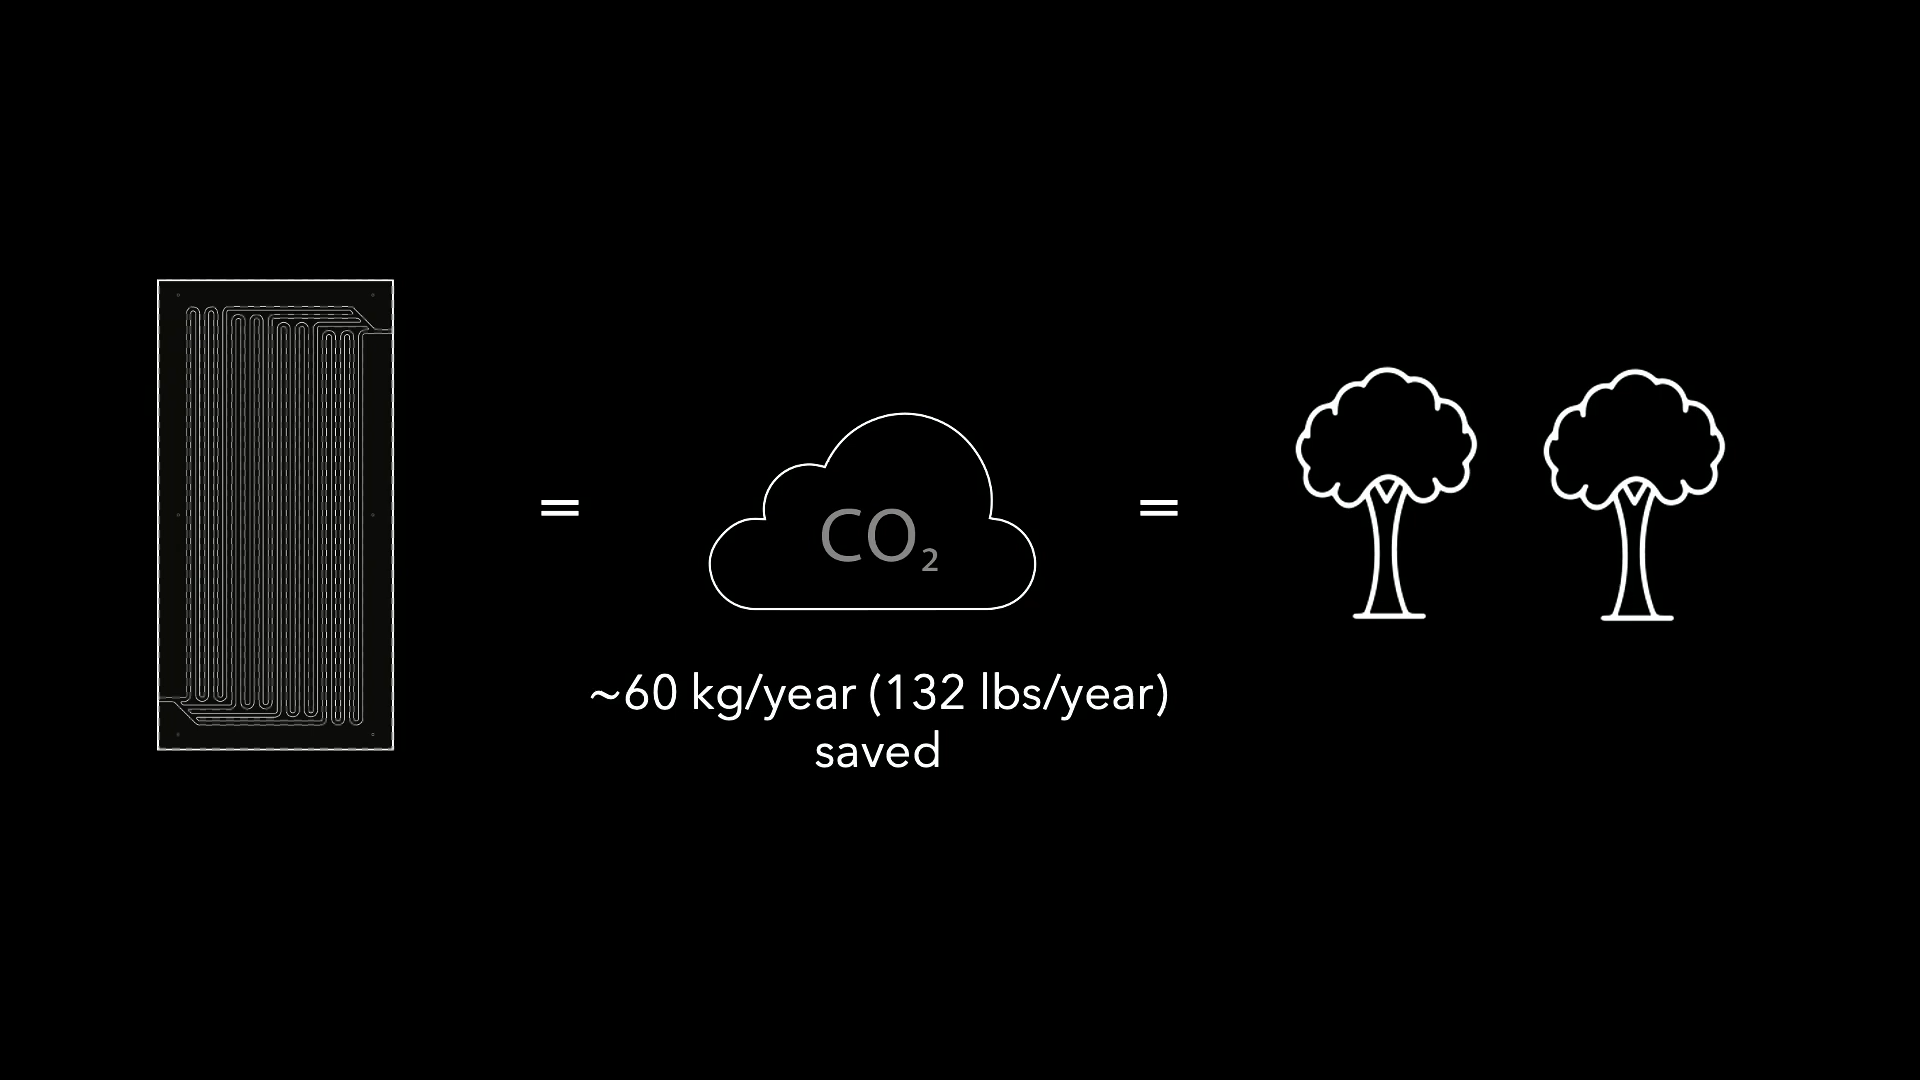 =
CO₂
=
~60 kg/year (132 lbs/year)
saved